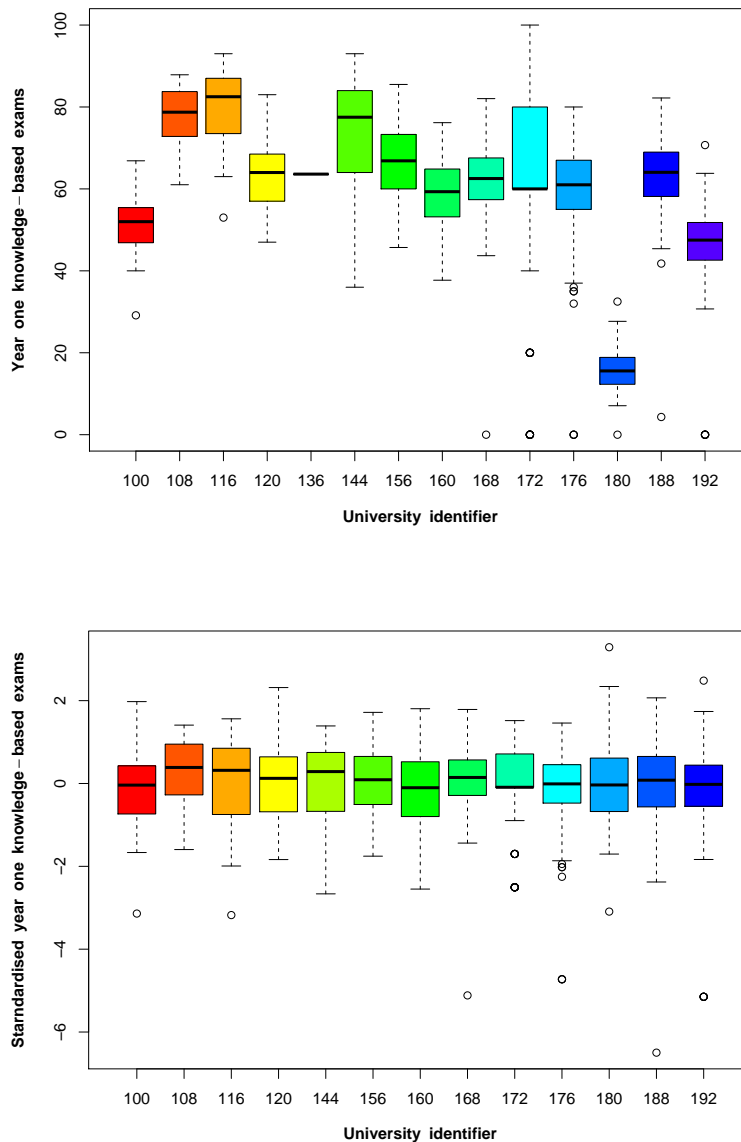 100
80
60
40
20
0
Year one knowledge−based exams
100 108 116 120 136 144 156 160 168 172 176 180 188 192
University identifier
2
0
−2
−4
−6
Starndardised year one knowledge−based exams
100 108 116 120 144 156 160 168 172 176 180 188 192
University identifier